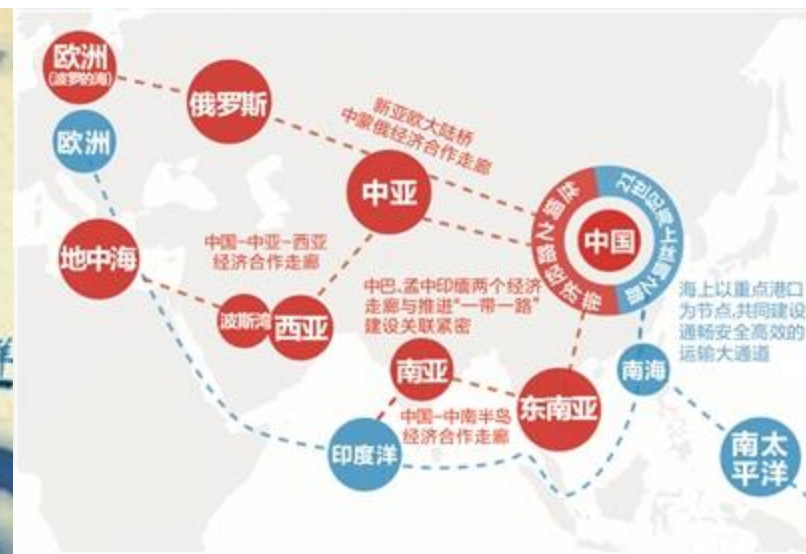 欧洲
(波罗的海)
俄罗斯
欧洲
新亚欧大陆桥
中蒙俄经济合作走廊
中亚
丝绸之路经济带
21世纪海上丝绸之路
中国
地中海
中国-中亚-西亚
经济合作走廊
波斯湾
西亚
中巴、孟中印缅两个经济
走廊与推进“一带一路”
建设关联紧密
海上以重点港口
为节点,共同建设
通畅安全高效的
运输大通道
南亚
南海
东南亚
中国-中南半岛
经济合作走廊
印度洋
南太
平洋